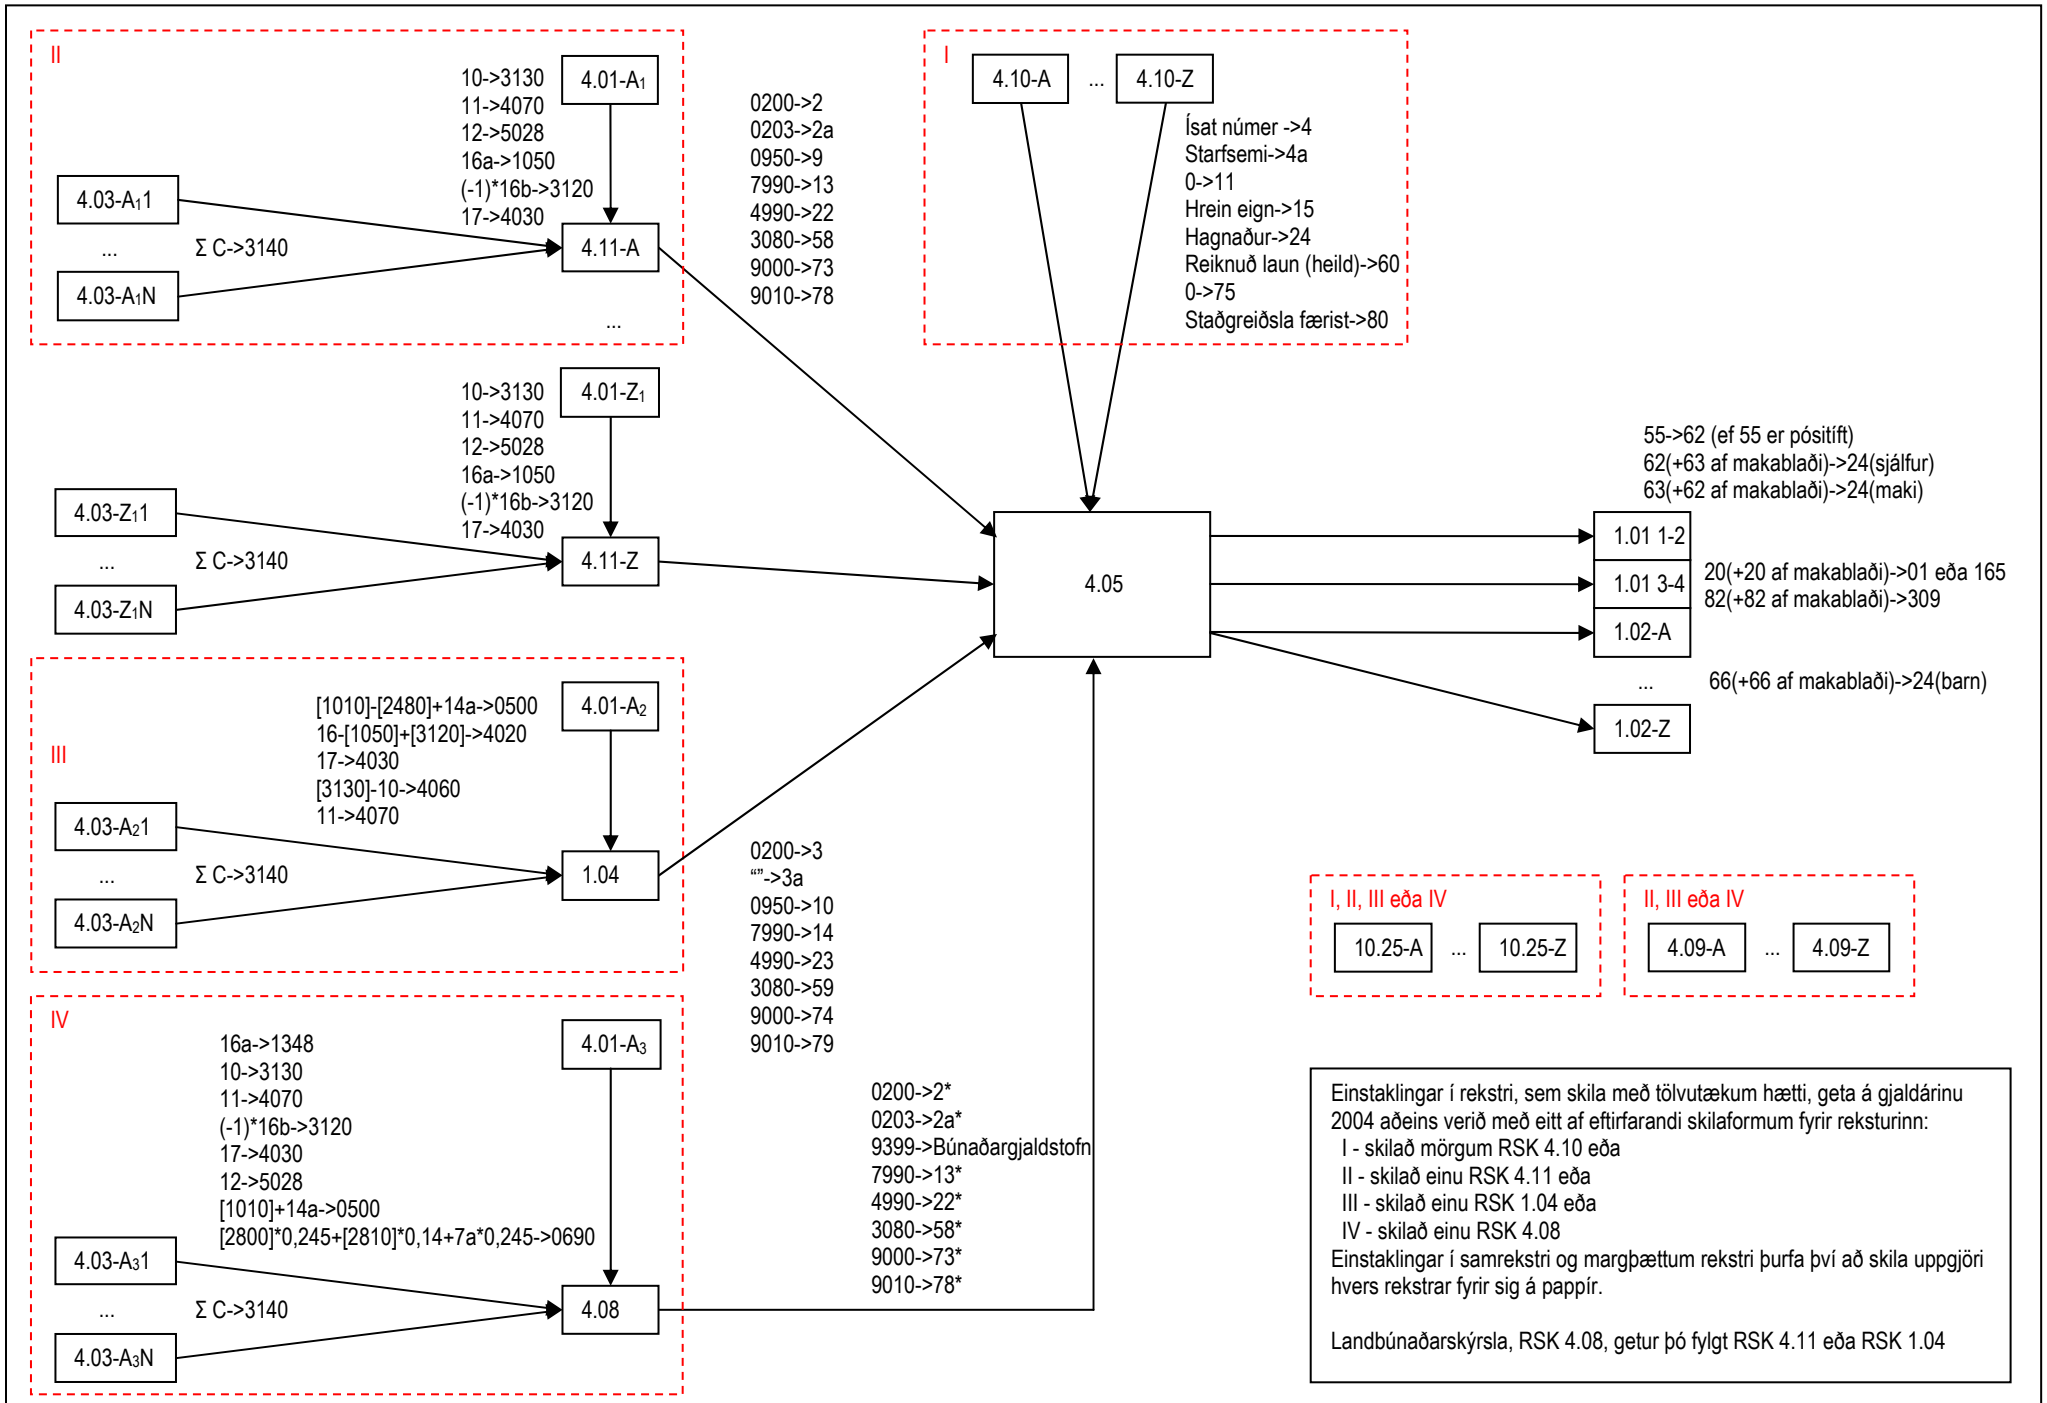 II
10->3130
11->4070
12->5028
16a->1050
(-1)*16b->3120
17->4030
4.01-A₁
4.03-A₁1
...
Σ C->3140
4.03-A₁N
4.11-A
...
0200->2
0203->2a
0950->9
7990->13
4990->22
3080->58
9000->73
9010->78
I
4.10-A
...
4.10-Z
Ísat númer ->4
Starfsemi->4a
0->11
Hrein eign->15
Hagnaður->24
Reiknuð laun (heild)->60
0->75
Staðgreiðsla færist->80
10->3130
11->4070
12->5028
16a->1050
(-1)*16b->3120
17->4030
4.01-Z₁
4.03-Z₁1
...
Σ C->3140
4.03-Z₁N
4.11-Z
4.05
55->62 (ef 55 er pósitíft)
62(+63 af makablaði)->24(sjálfur)
63(+62 af makablaði)->24(maki)
1.01 1-2
1.01 3-4
20(+20 af makablaði)->01 eða 165
82(+82 af makablaði)->309
1.02-A
...
66(+66 af makablaði)->24(barn)
1.02-Z
III
[1010]-[2480]+14a->0500
16-[1050]+[3120]->4020
17->4030
[3130]-10->4060
11->4070
4.01-A₂
4.03-A₂1
...
Σ C->3140
4.03-A₂N
1.04
0200->3
“”->3a
0950->10
7990->14
4990->23
3080->59
9000->74
9010->79
I, II, III eða IV
10.25-A
...
10.25-Z
II, III eða IV
4.09-A
...
4.09-Z
IV
16a->1348
10->3130
11->4070
(-1)*16b->3120
17->4030
12->5028
[1010]+14a->0500
[2800]*0,245+[2810]*0,14+7a*0,245->0690
4.01-A₃
4.03-A₃1
...
Σ C->3140
4.03-A₃N
4.08
0200->2*
0203->2a*
9399->Búnaðargjaldstofn
7990->13*
4990->22*
3080->58*
9000->73*
9010->78*
Einstaklingar í rekstri, sem skila með tölvutækum hætti, geta á gjaldárinu
2004 aðeins verið með eitt af eftirfarandi skilaformum fyrir reksturinn:
I - skilað mörgum RSK 4.10 eða
II - skilað einu RSK 4.11 eða
III - skilað einu RSK 1.04 eða
IV - skilað einu RSK 4.08
Einstaklingar í samrekstri og margþættum rekstri þurfa því að skila uppgjöri
hvers rekstrar fyrir sig á pappír.
Landbúnaðarskýrsla, RSK 4.08, getur þó fylgt RSK 4.11 eða RSK 1.04